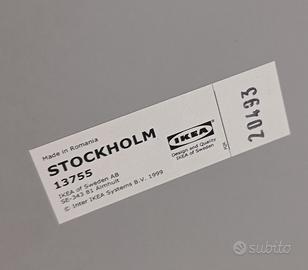 Made in Romania
STOCKHOLM
13755
IKEA of Sweden AB
SE-343 81 Älmhult
© Inter IKEA Systems B.V. 1999
IKEA
Design and Quality
IKEA of Sweden
20493
subito